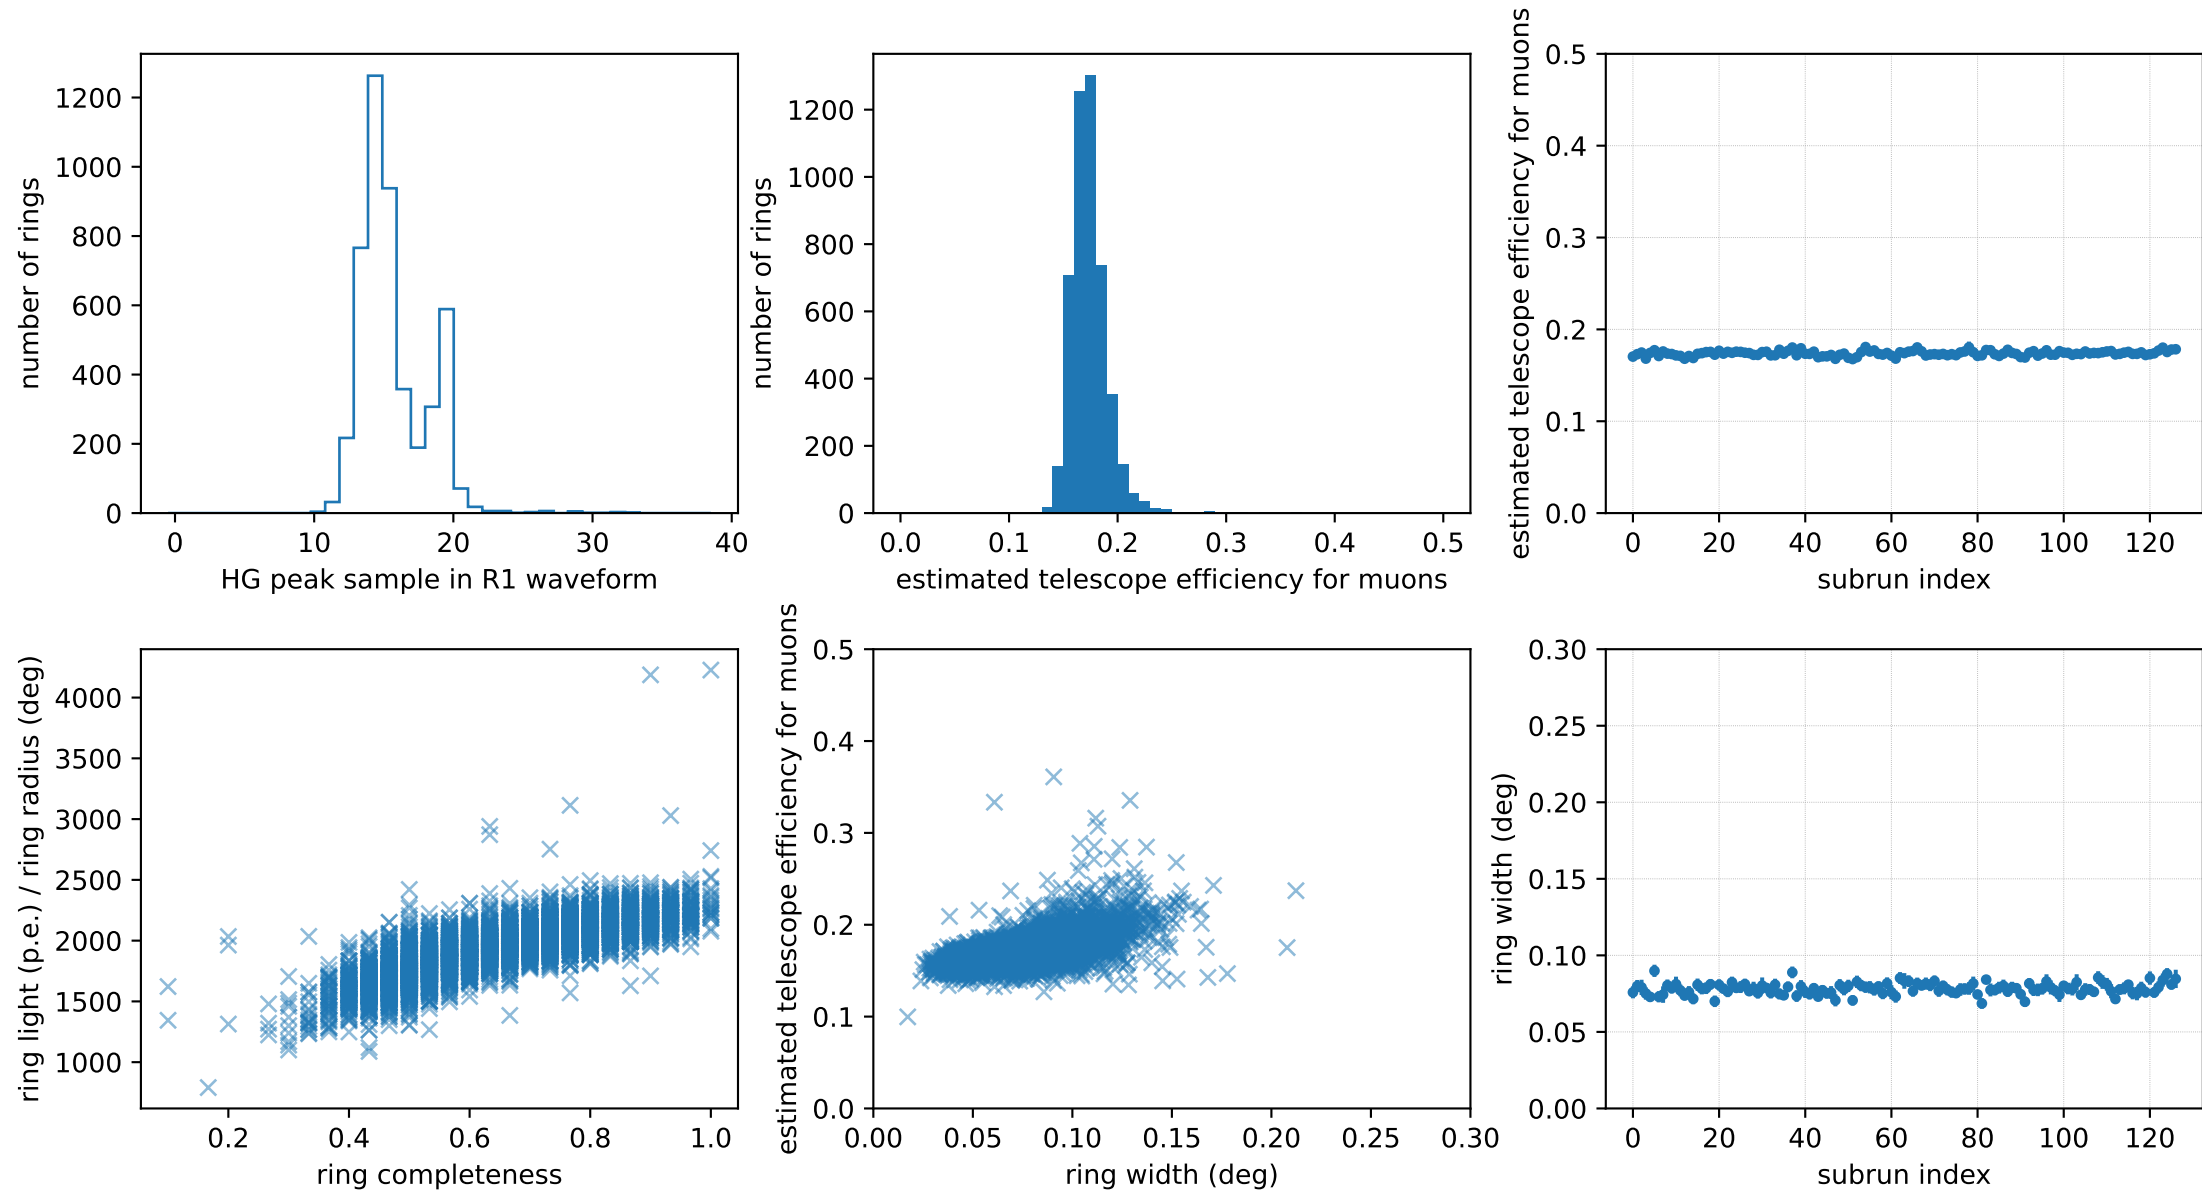 number of rings
1200
1000
800
600
400
200
0
0 10 20 30 40
HG peak sample in R1 waveform
number of rings
1200
1000
800
600
400
200
0
0.0 0.1 0.2 0.3 0.4 0.5
estimated telescope efficiency for muons
estimated telescope efficiency for muons
0.5
0.4
0.3
0.2
0.1
0.0
0 20 40 60 80 100 120
subrun index
ring light (p.e.) / ring radius (deg)
4000
3500
3000
2500
2000
1500
1000
0.2 0.4 0.6 0.8 1.0
ring completeness
estimated telescope efficiency for muons
0.5
0.4
0.3
0.2
0.1
0.0
0.00 0.05 0.10 0.15 0.20 0.25 0.30
ring width (deg)
ring width (deg)
0.30
0.25
0.20
0.15
0.10
0.05
0.00
0 20 40 60 80 100 120
subrun index